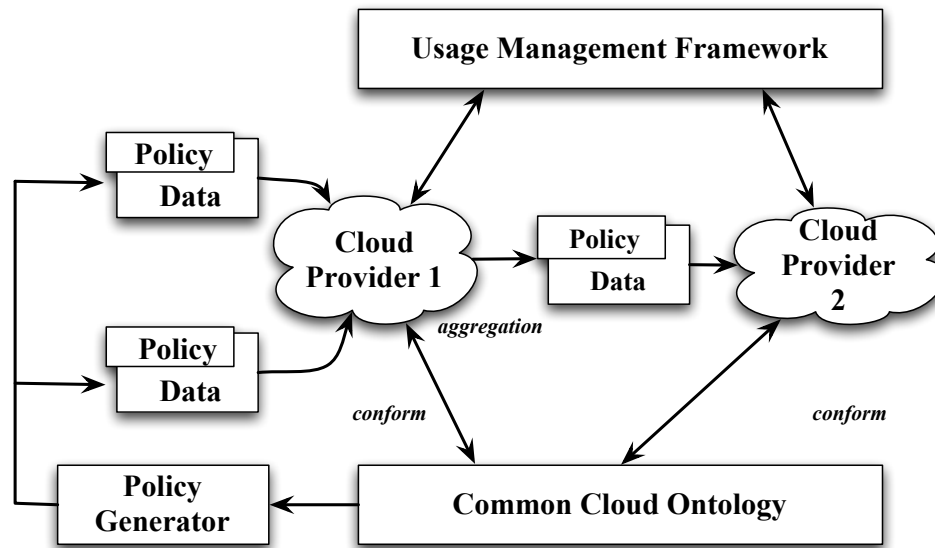 Usage Management Framework
Policy
Data
Cloud
Provider 1
Policy
Data
Cloud
Provider
2
aggregation
Policy
Data
conform
conform
Policy
Generator
Common Cloud Ontology